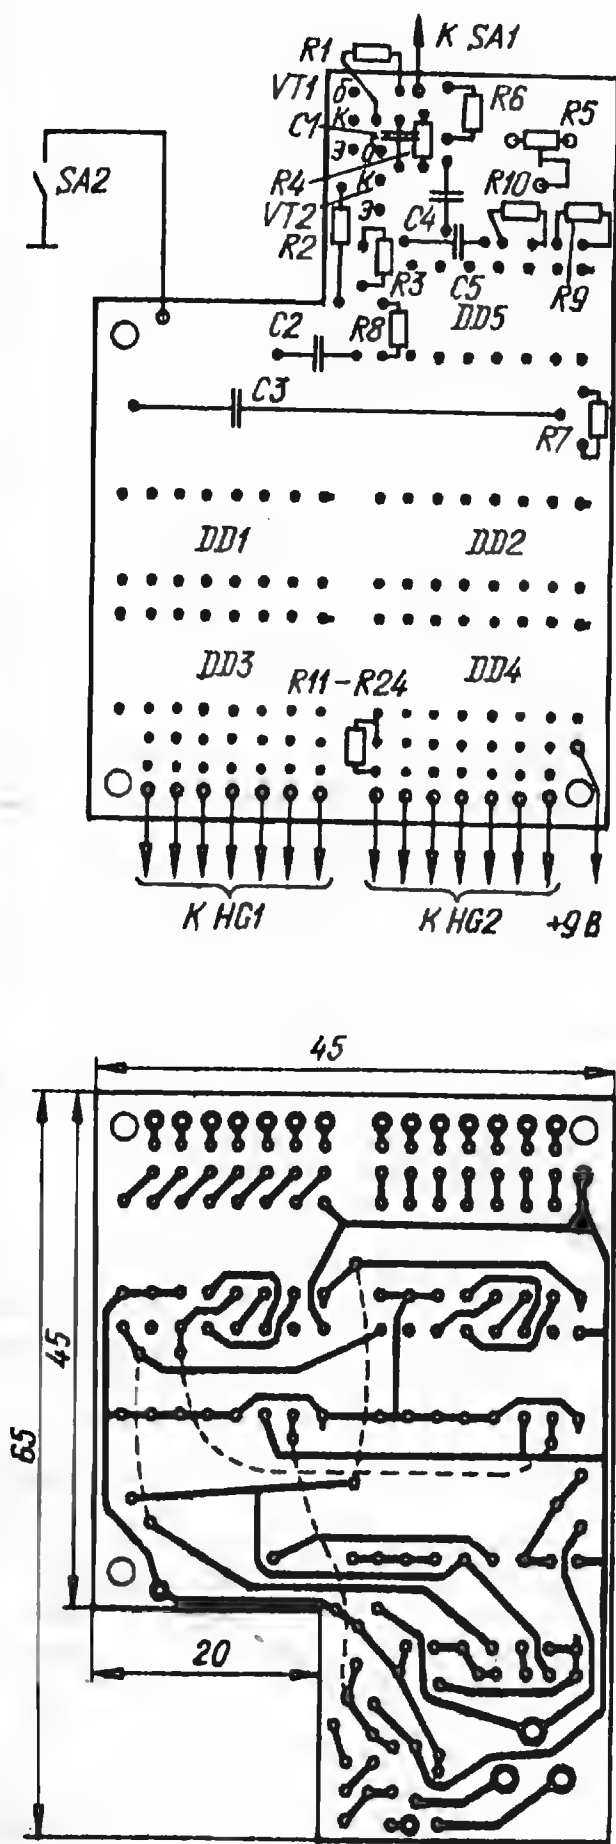 К SA1
R1
VT1
б
к
э
C1
R6
R5
SA2
R4
б
к
э
R10
VT2
R2
C4
R3
C5
R9
C2
R8
DD5
C3
R7
DD1
DD2
DD3
R11-R24
DD4
К HG1
К HG2
+9 В
45
45
65
20